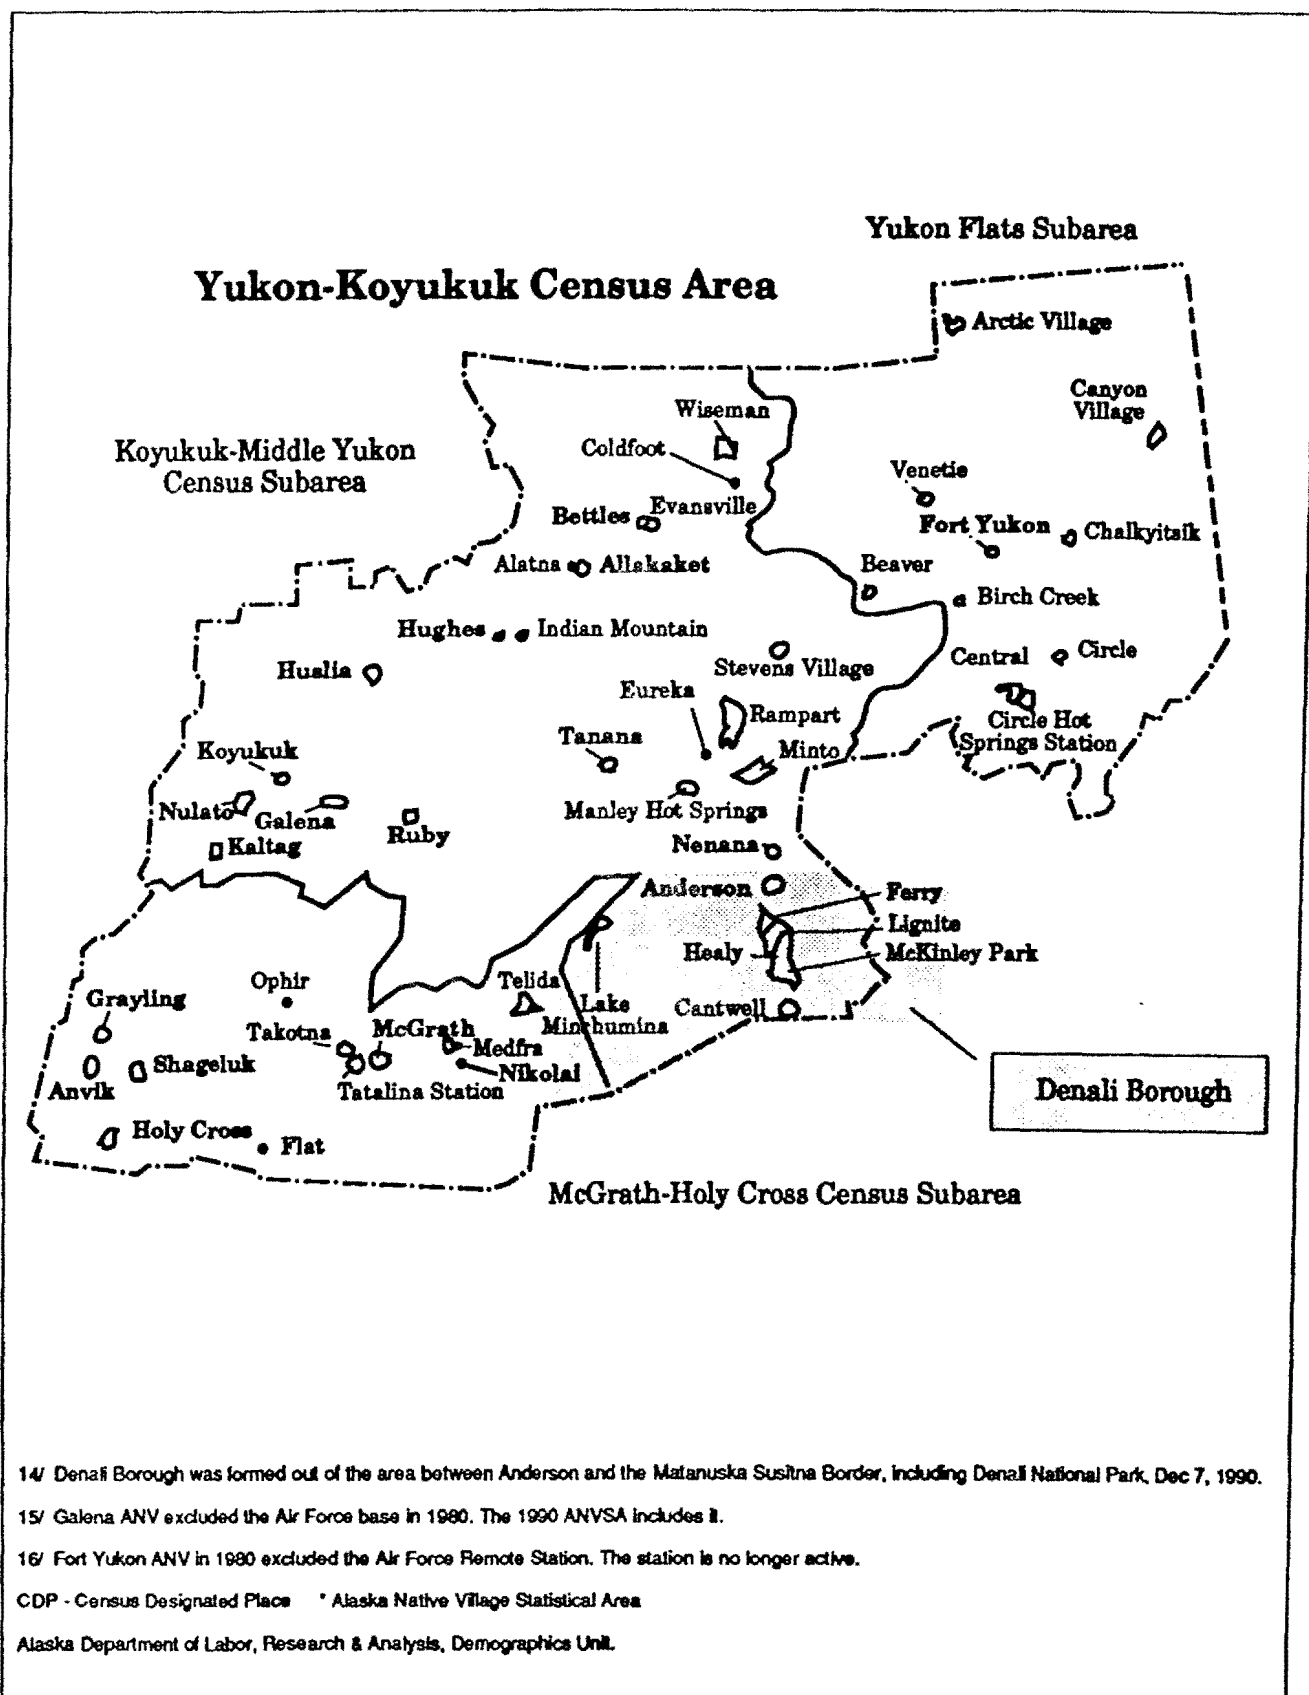 Yukon Flats Subarea
Yukon-Koyukuk Census Area
Arctic Village
Canyon
Village
Wiseman
Koyukuk-Middle Yukon
Census Subarea
Coldfoot
Venetie
Evansville
Bettles
Fort Yukon
Chalkyitsik
Alatna
Allakaket
Beaver
Birch Creek
Hughes
Indian Mountain
Central
Circle
Huslia
Stevens Village
Eureka
Rampart
Circle Hot
Springs Station
Tanana
Minto
Koyukuk
Nulato
Galena
Manley Hot Springs
Ruby
Kaltag
Nenana
Anderson
Ferry
Lignite
Healy
McKinley Park
Ophir
Telida
Grayling
Lake
Minchumina
Cantwell
Takotna
McGrath
Medfra
Shageluk
Nikolai
Anvik
Tatalina Station
Denali Borough
Holy Cross
Flat
McGrath-Holy Cross Census Subarea
14/ Denali Borough was formed out of the area between Anderson and the Matanuska Susitna Border, including Denali National Park, Dec 7, 1990.
15/ Galena ANV excluded the Air Force base in 1980. The 1990 ANVSA includes it.
16/ Fort Yukon ANV in 1980 excluded the Air Force Remote Station. The station is no longer active.
CDP - Census Designated Place * Alaska Native Village Statistical Area
Alaska Department of Labor, Research & Analysis, Demographics Unit.